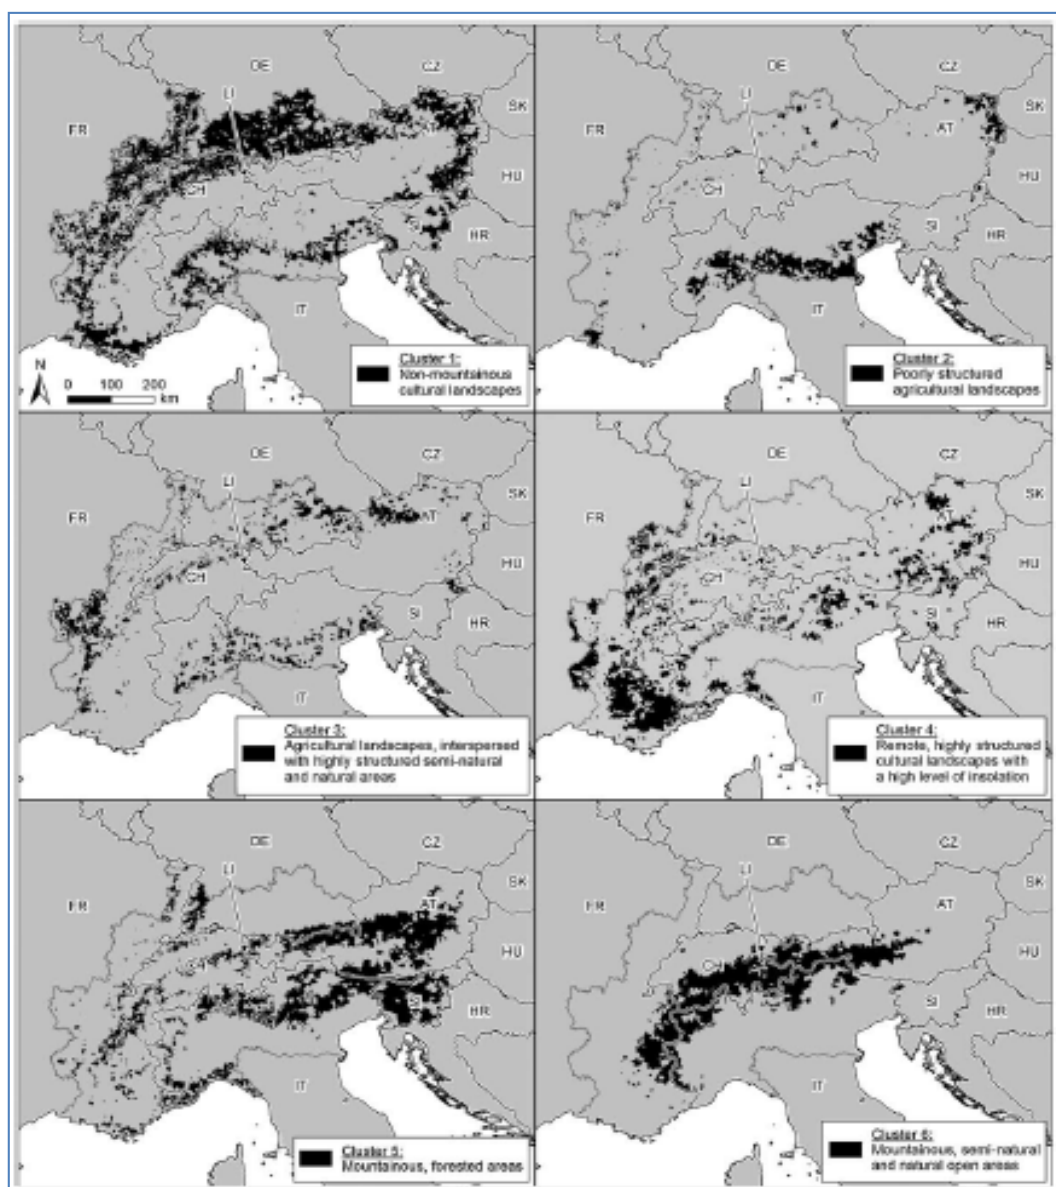 DE
CZ
LI
SK
FR
AT
CH
HU
SI
HR
IT
N
0 100 200
km
Cluster 1:
Non-mountainous
cultural landscapes
DE
CZ
LI
SK
FR
AT
CH
HU
SI
HR
IT
Cluster 2:
Poorly structured
agricultural landscapes
DE
CZ
LI
SK
FR
AT
CH
HU
SI
HR
IT
Cluster 3:
Agricultural landscapes, interspersed
with highly structured semi-natural
and natural areas
DE
CZ
LI
SK
FR
AT
CH
HU
SI
HR
IT
Cluster 4:
Remote, highly structured
cultural landscapes with
a high level of insolation
DE
CZ
LI
SK
FR
AT
CH
HU
SI
HR
IT
Cluster 5:
Mountainous, forested areas
DE
CZ
LI
SK
FR
AT
CH
HU
SI
HR
IT
Cluster 6:
Mountainous, semi-natural
and natural open areas